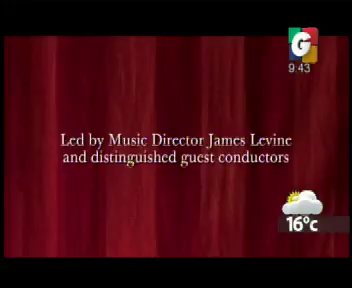 G
9:43
Led by Music Director James Levine
and distinguished guest conductors
16°c